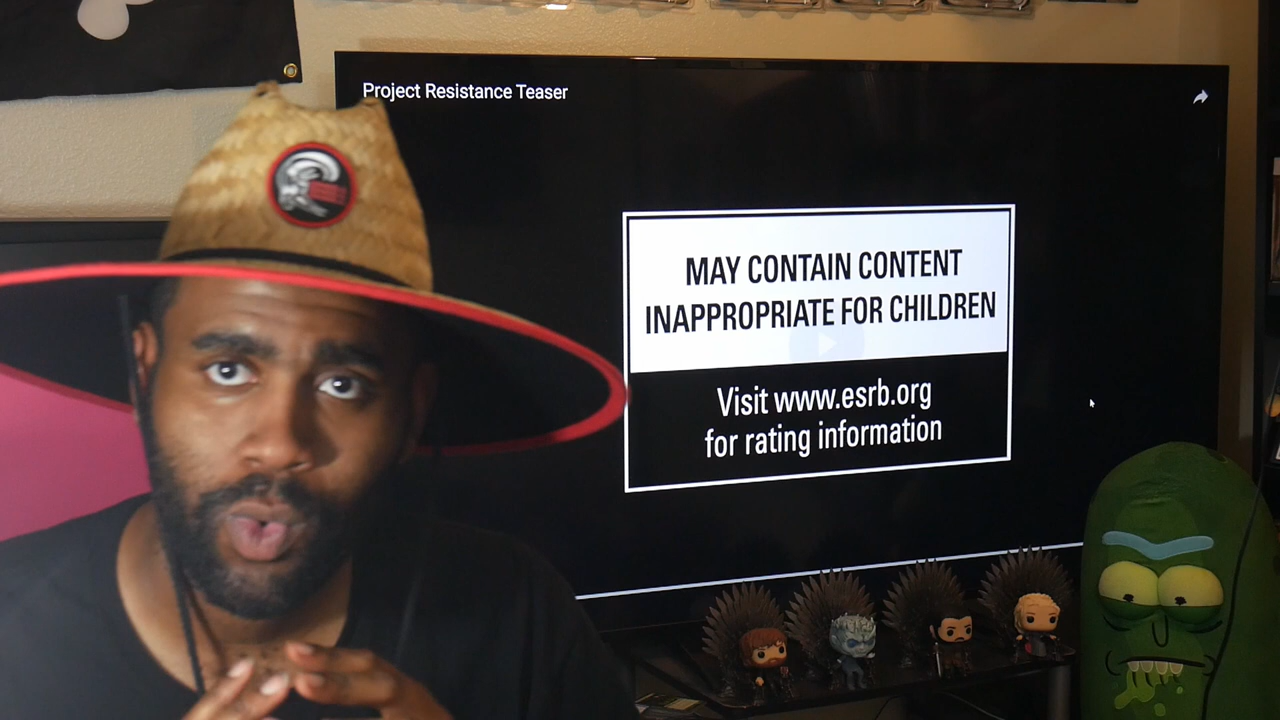 Project Resistance Teaser
MAY CONTAIN CONTENT
INAPPROPRIATE FOR CHILDREN
Visit www.esrb.org
for rating information